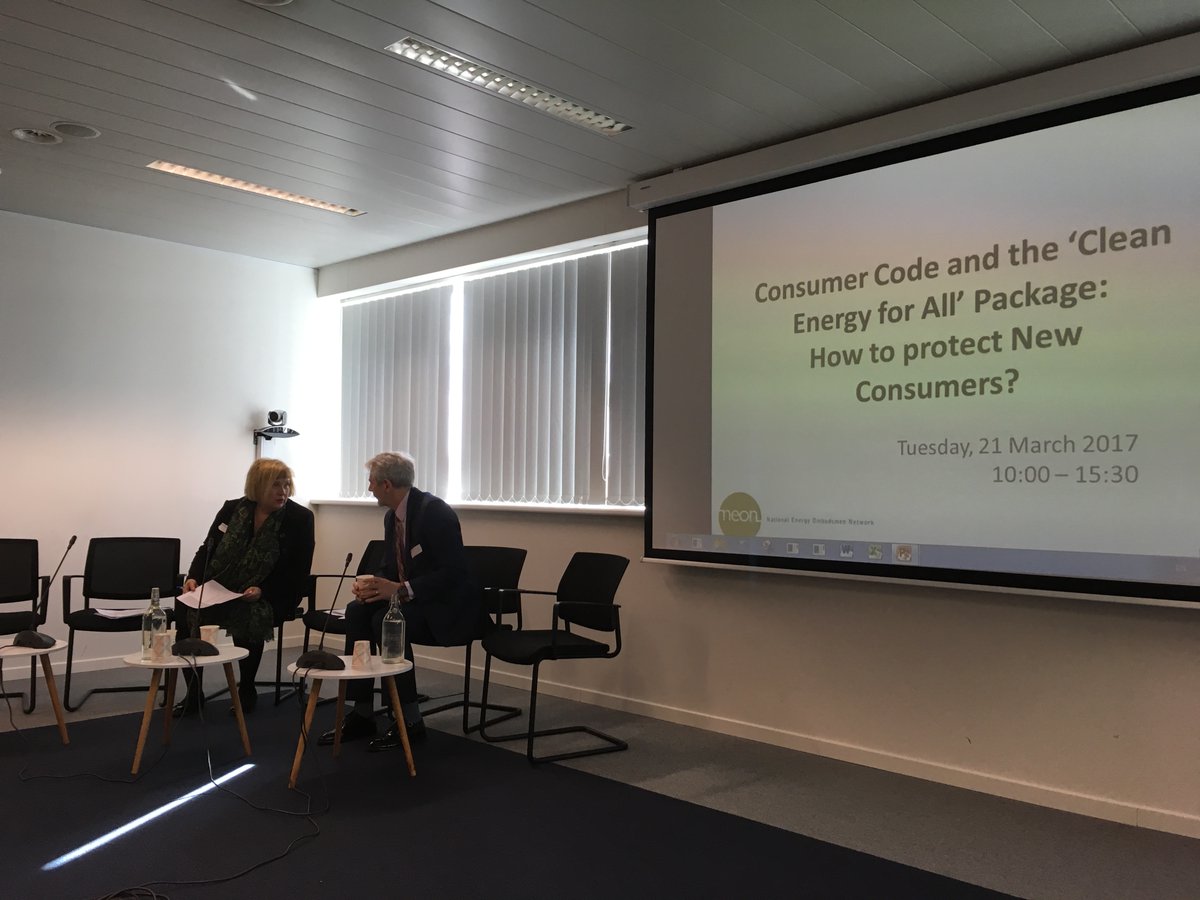 Consumer Code and the ‘Clean
Energy for All’ Package:
How to protect New
Consumers?
Tuesday, 21 March 2017
10:00 – 15:30
neon
National Energy Ombudsmen Network